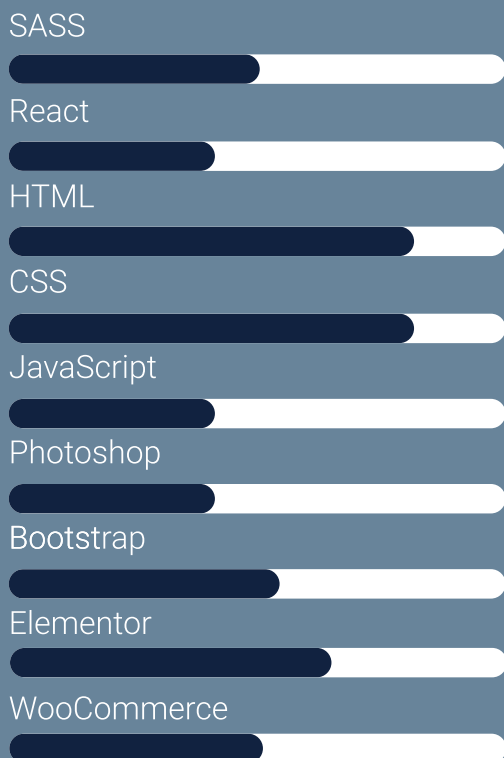 SASS
React
HTML
CSS
JavaScript
Photoshop
Bootstrap
Elementor
WooCommerce